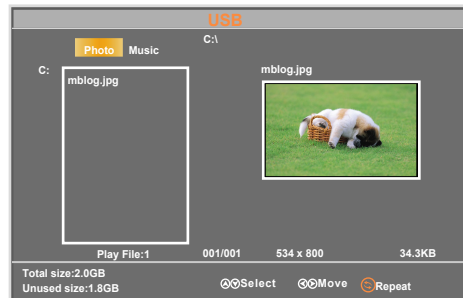 USB
C:\
Photo Music
C:
mblog.jpg
mblog.jpg
Play File:1 001/001 534 x 800 34.3KB
Total size:2.0GB
Unused size:1.8GB
Select Move Repeat